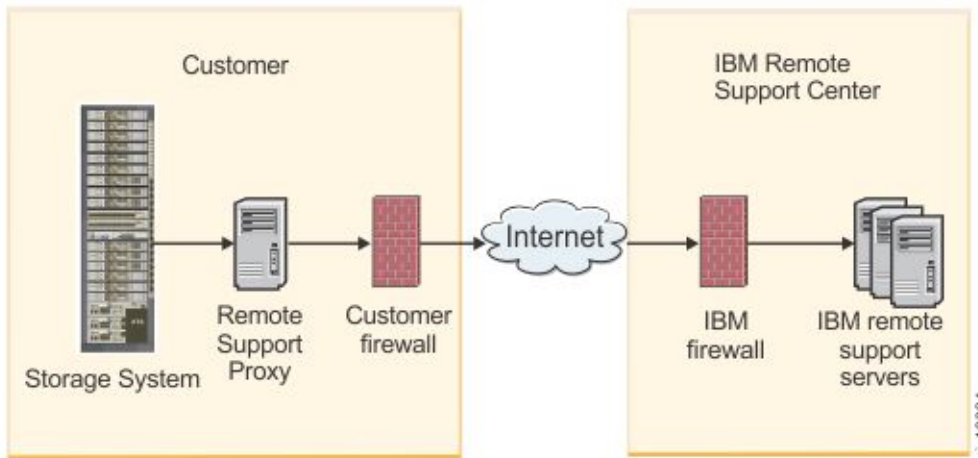 Customer
IBM Remote
Support Center
Internet
Storage System
Remote
Support
Proxy
Customer
firewall
IBM
firewall
IBM remote
support
servers